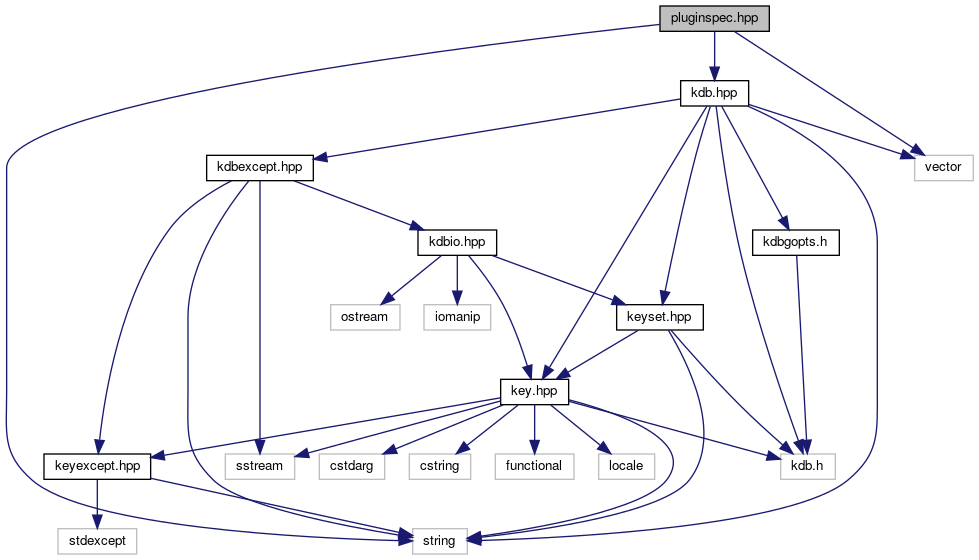 pluginspec.hpp
kdb.hpp
kdbexcept.hpp
vector
kdbio.hpp
kdbgopts.h
ostream
iomanip
keyset.hpp
key.hpp
keyexcept.hpp
sstream
cstdarg
cstring
functional
locale
kdb.h
stdexcept
string